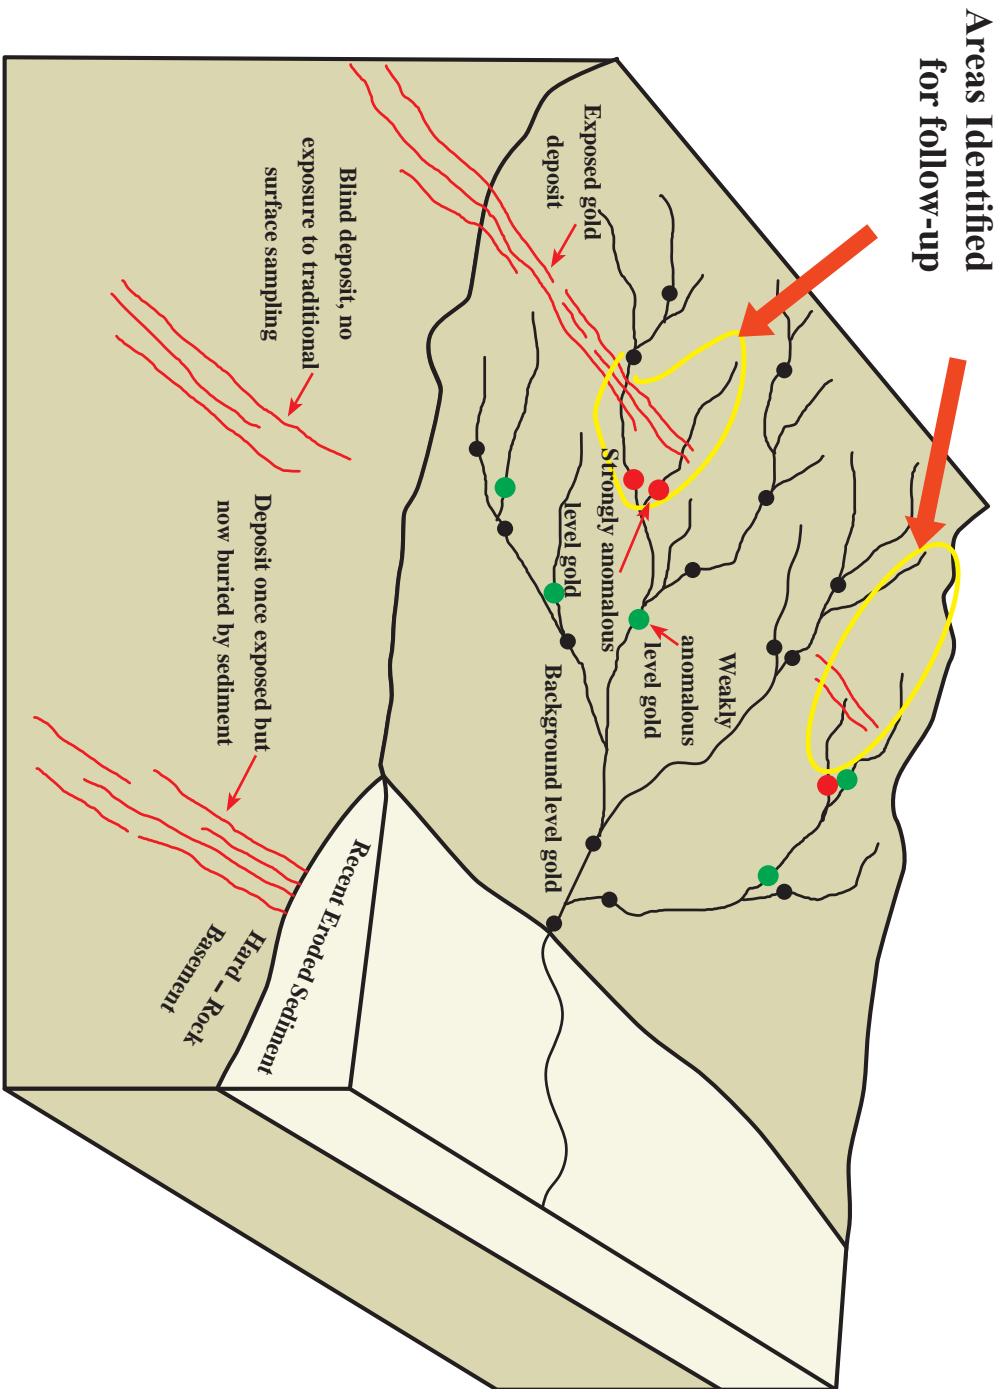 Areas Identified
for follow-up
Exposed gold
deposit
Strongly anomalous
level gold
Weakly
anomalous
level gold
Background level gold
Blind deposit, no
exposure to traditional
surface sampling
Deposit once exposed but
now buried by sediment
Recent Eroded Sediment
Hard – Rock
Basement